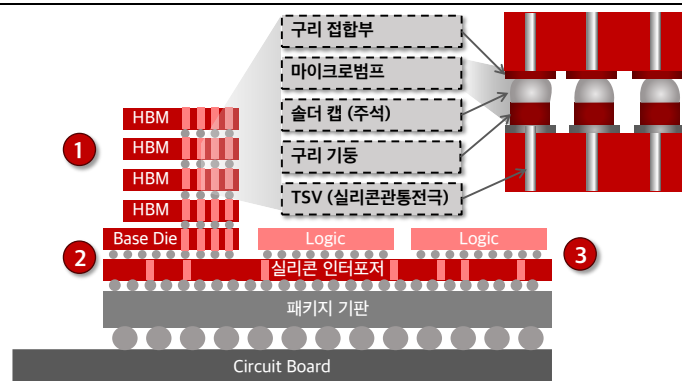 구리 접합부
마이크로범프
솔더 캡 (주석)
구리 기둥
TSV (실리콘관통전극)
HBM
1
HBM
HBM
HBM
Base Die
Logic
Logic
2
실리콘 인터포저
3
패키지 기판
Circuit Board